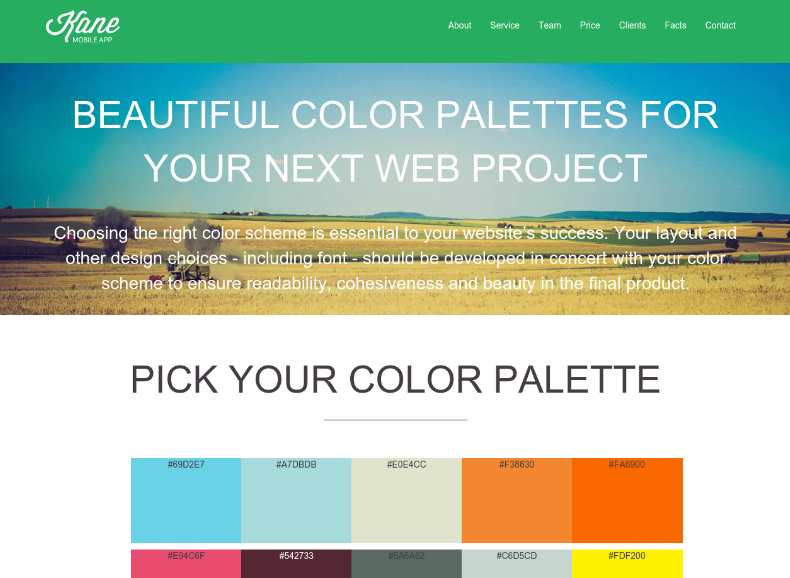 Kane
MOBILE APP
About Service Team Price Clients Facts Contact
BEAUTIFUL COLOR PALETTES FOR
YOUR NEXT WEB PROJECT
Choosing the right color scheme is essential to your website's success. Your layout and
other design choices - including font - should be developed in concert with your color
scheme to ensure readability, cohesiveness and beauty in the final product.
PICK YOUR COLOR PALETTE
#69D2E7 #A7DBDB #E0E4CC #F38630 #FA6900
#E94C6F #542733 #5A6A62 #C6D5CD #FDF200